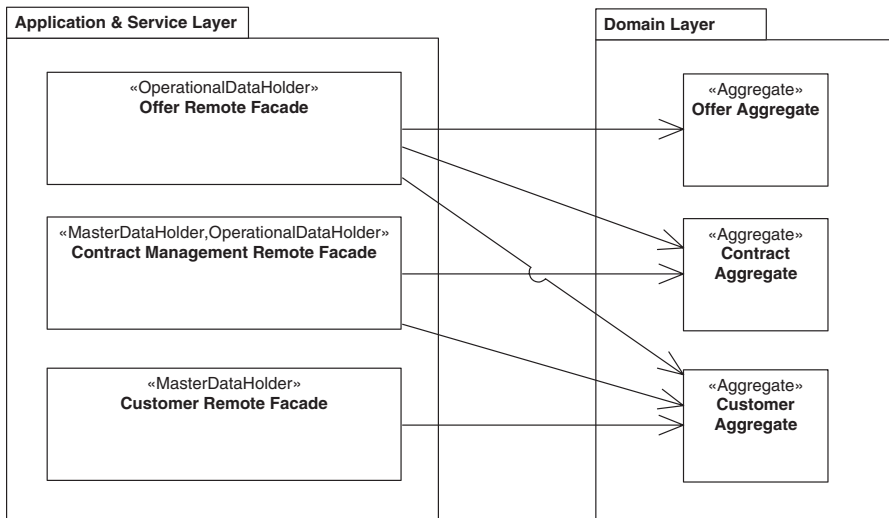 Application & Service Layer
«OperationalDataHolder»
Offer Remote Facade
«MasterDataHolder,OperationalDataHolder»
Contract Management Remote Facade
«MasterDataHolder»
Customer Remote Facade
Domain Layer
«Aggregate»
Offer Aggregate
«Aggregate»
Contract
Aggregate
«Aggregate»
Customer
Aggregate